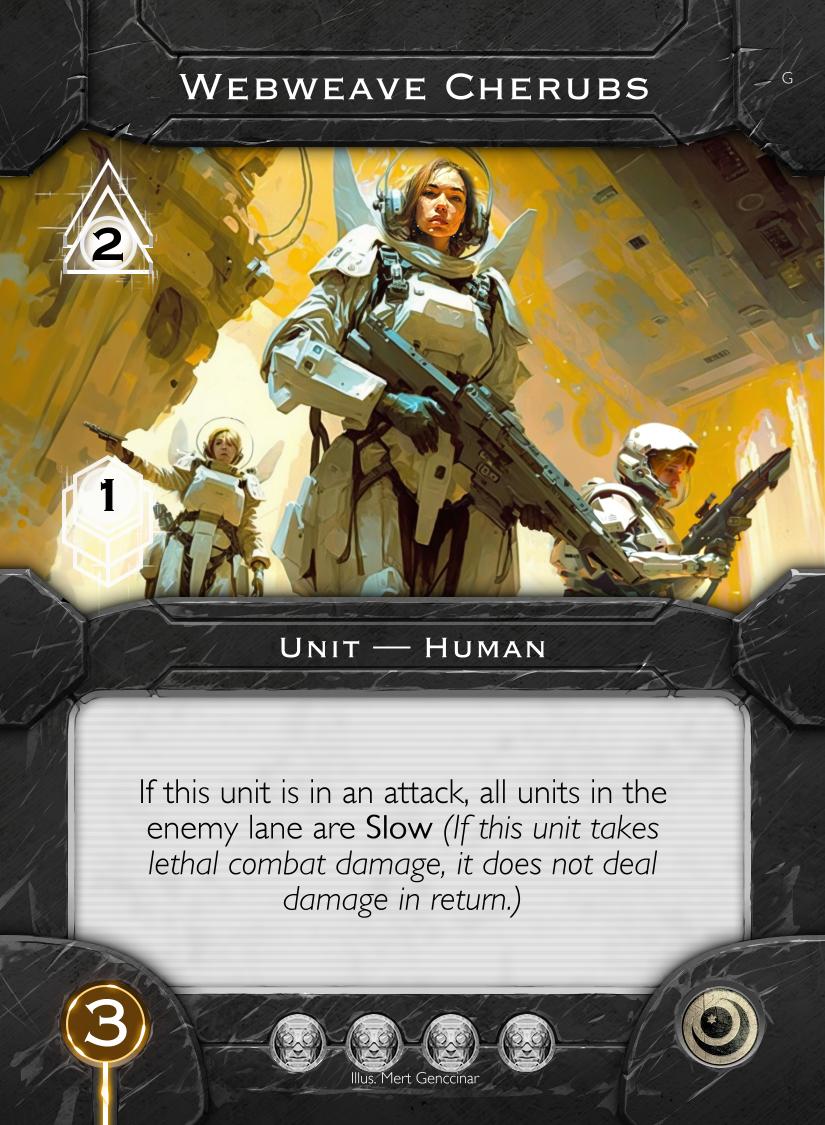 Webweave Cherubs
G
2
1
Unit — Human
If this unit is in an attack, all units in the
enemy lane are Slow (If this unit takes
lethal combat damage, it does not deal
damage in return.)
3
Illus. Mert Genccinar